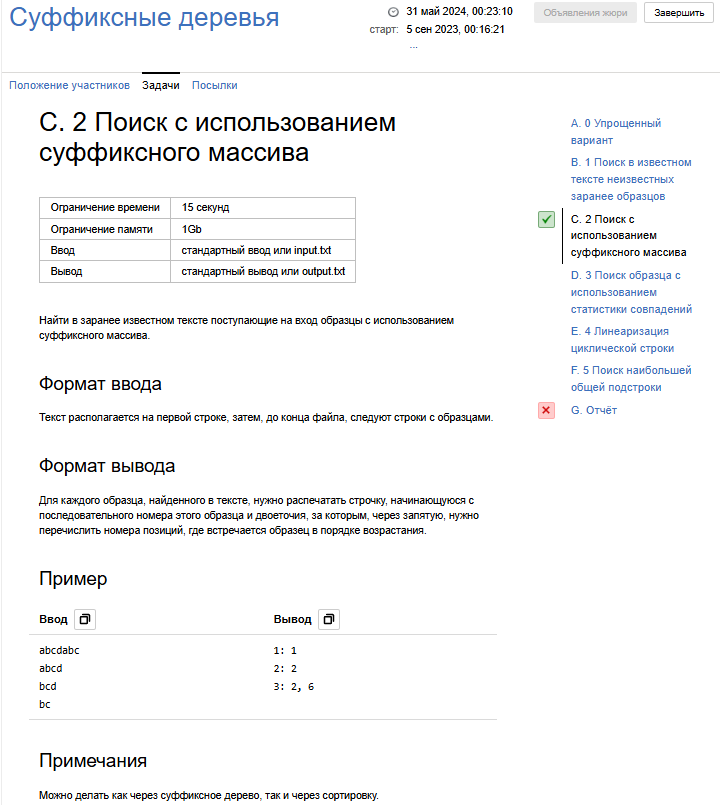 Суффиксные деревья
31 май 2024, 00:23:10
старт: 5 сен 2023, 00:16:21
...
Объявления жюри
Завершить
Положение участников Задачи Посылки
C. 2 Поиск с использованием
суффиксного массива
Ограничение времени 15 секунд
Ограничение памяти 1Gb
Ввод стандартный ввод или input.txt
Вывод стандартный вывод или output.txt
Найти в заранее известном тексте поступающие на вход образцы с использованием
суффиксного массива.
Формат ввода
Текст располагается на первой строке, затем, до конца файла, следуют строки с образцами.
Формат вывода
Для каждого образца, найденного в тексте, нужно распечатать строчку, начинающуюся с
последовательного номера этого образца и двоеточия, за которым, через запятую, нужно
перечислить номера позиций, где встречается образец в порядке возрастания.
Пример
Ввод Вывод
abcdabc 1: 1
abcd 2: 2
bcd 3: 2, 6
bc
Примечания
Можно делать как через суффиксное дерево, так и через сортировку.
A. 0 Упрощенный
вариант
B. 1 Поиск в известном
тексте неизвестных
заранее образцов
C. 2 Поиск с
использованием
суффиксного массива
D. 3 Поиск образца с
использованием
статистики совпадений
E. 4 Линеаризация
циклической строки
F. 5 Поиск наибольшей
общей подстроки
G. Отчёт